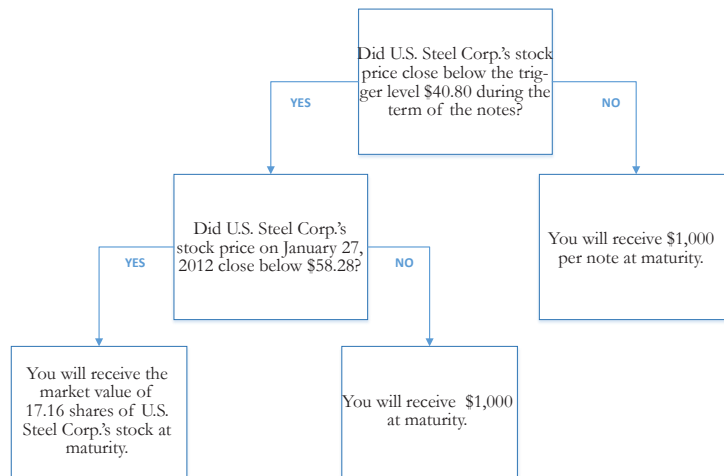 Did U.S. Steel Corp.'s stock
price close below the trig-
ger level $40.80 during the
term of the notes?
YES
NO
Did U.S. Steel Corp.'s
stock price on January 27,
2012 close below $58.28?
You will receive $1,000
per note at maturity.
YES
NO
You will receive the
market value of
17.16 shares of U.S.
Steel Corp.'s stock at
maturity.
You will receive $1,000
at maturity.